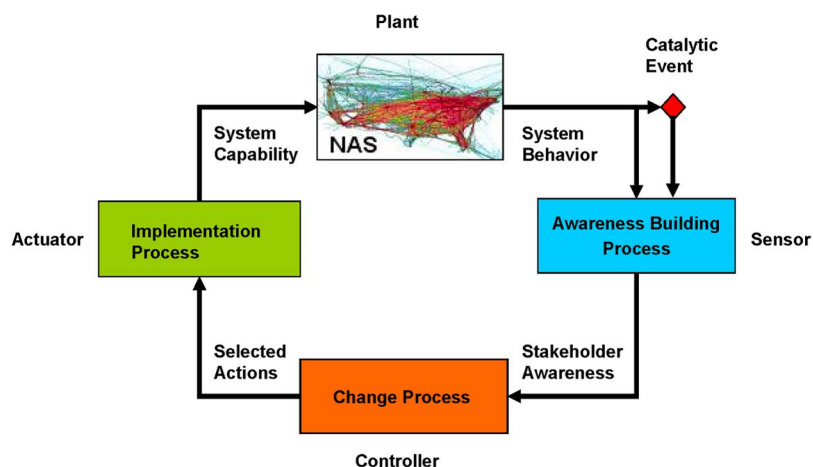 Plant
Catalytic
Event
NAS
System
Capability
System
Behavior
Actuator
Implementation
Process
Awareness Building
Process
Sensor
Selected
Actions
Stakeholder
Awareness
Change Process
Controller